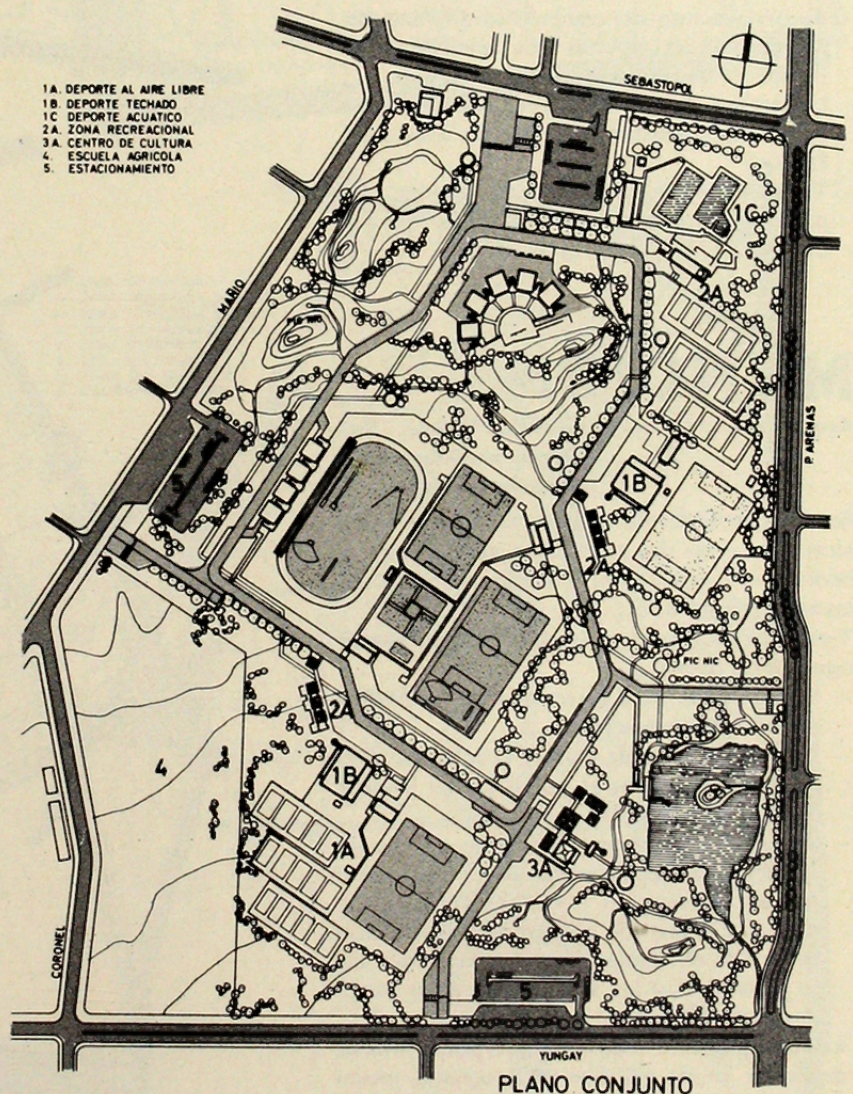 1A. DEPORTE AL AIRE LIBRE
1B. DEPORTE TECHADO
1C DEPORTE ACUATICO
2A. ZONA RECREACIONAL
3A. CENTRO DE CULTURA
4. ESCUELA AGRICOLA
5. ESTACIONAMIENTO
SEBASTOPOL
1C
2A
MARIO
PIC NIC
P. ARENAS
5
1B
2A
PIC NIC
2A
4
1B
1A
3A
CORONEL
5
YUNGAY
PLANO CONJUNTO